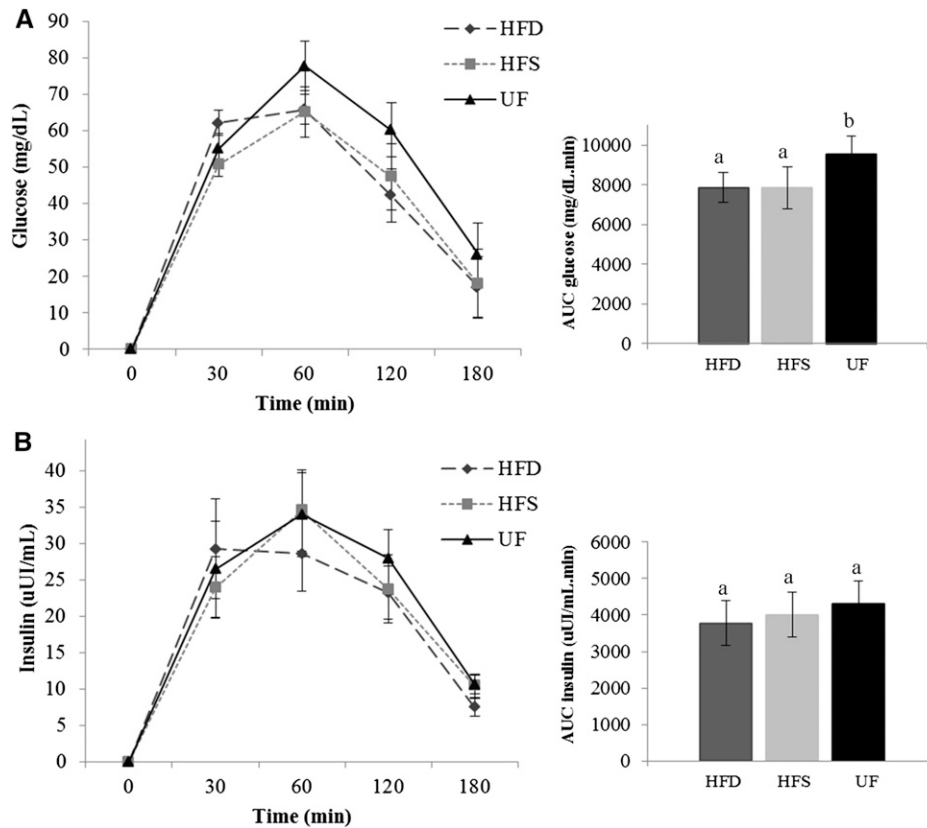 A
Glucose (mg/dL)
90
80
70
60
50
40
30
20
10
0
0 30 60 120 180
Time (min)
HFD
HFS
UF
AUC glucose (mg/dL.min)
10000
8000
6000
4000
2000
0
a a b
HFD HFS UF
B
Insulin (uUI/mL)
40
35
30
25
20
15
10
5
0
0 30 60 120 180
Time (min)
HFD
HFS
UF
AUC insulin (uUI/mL.min)
6000
5000
4000
3000
2000
1000
0
a a a
HFD HFS UF